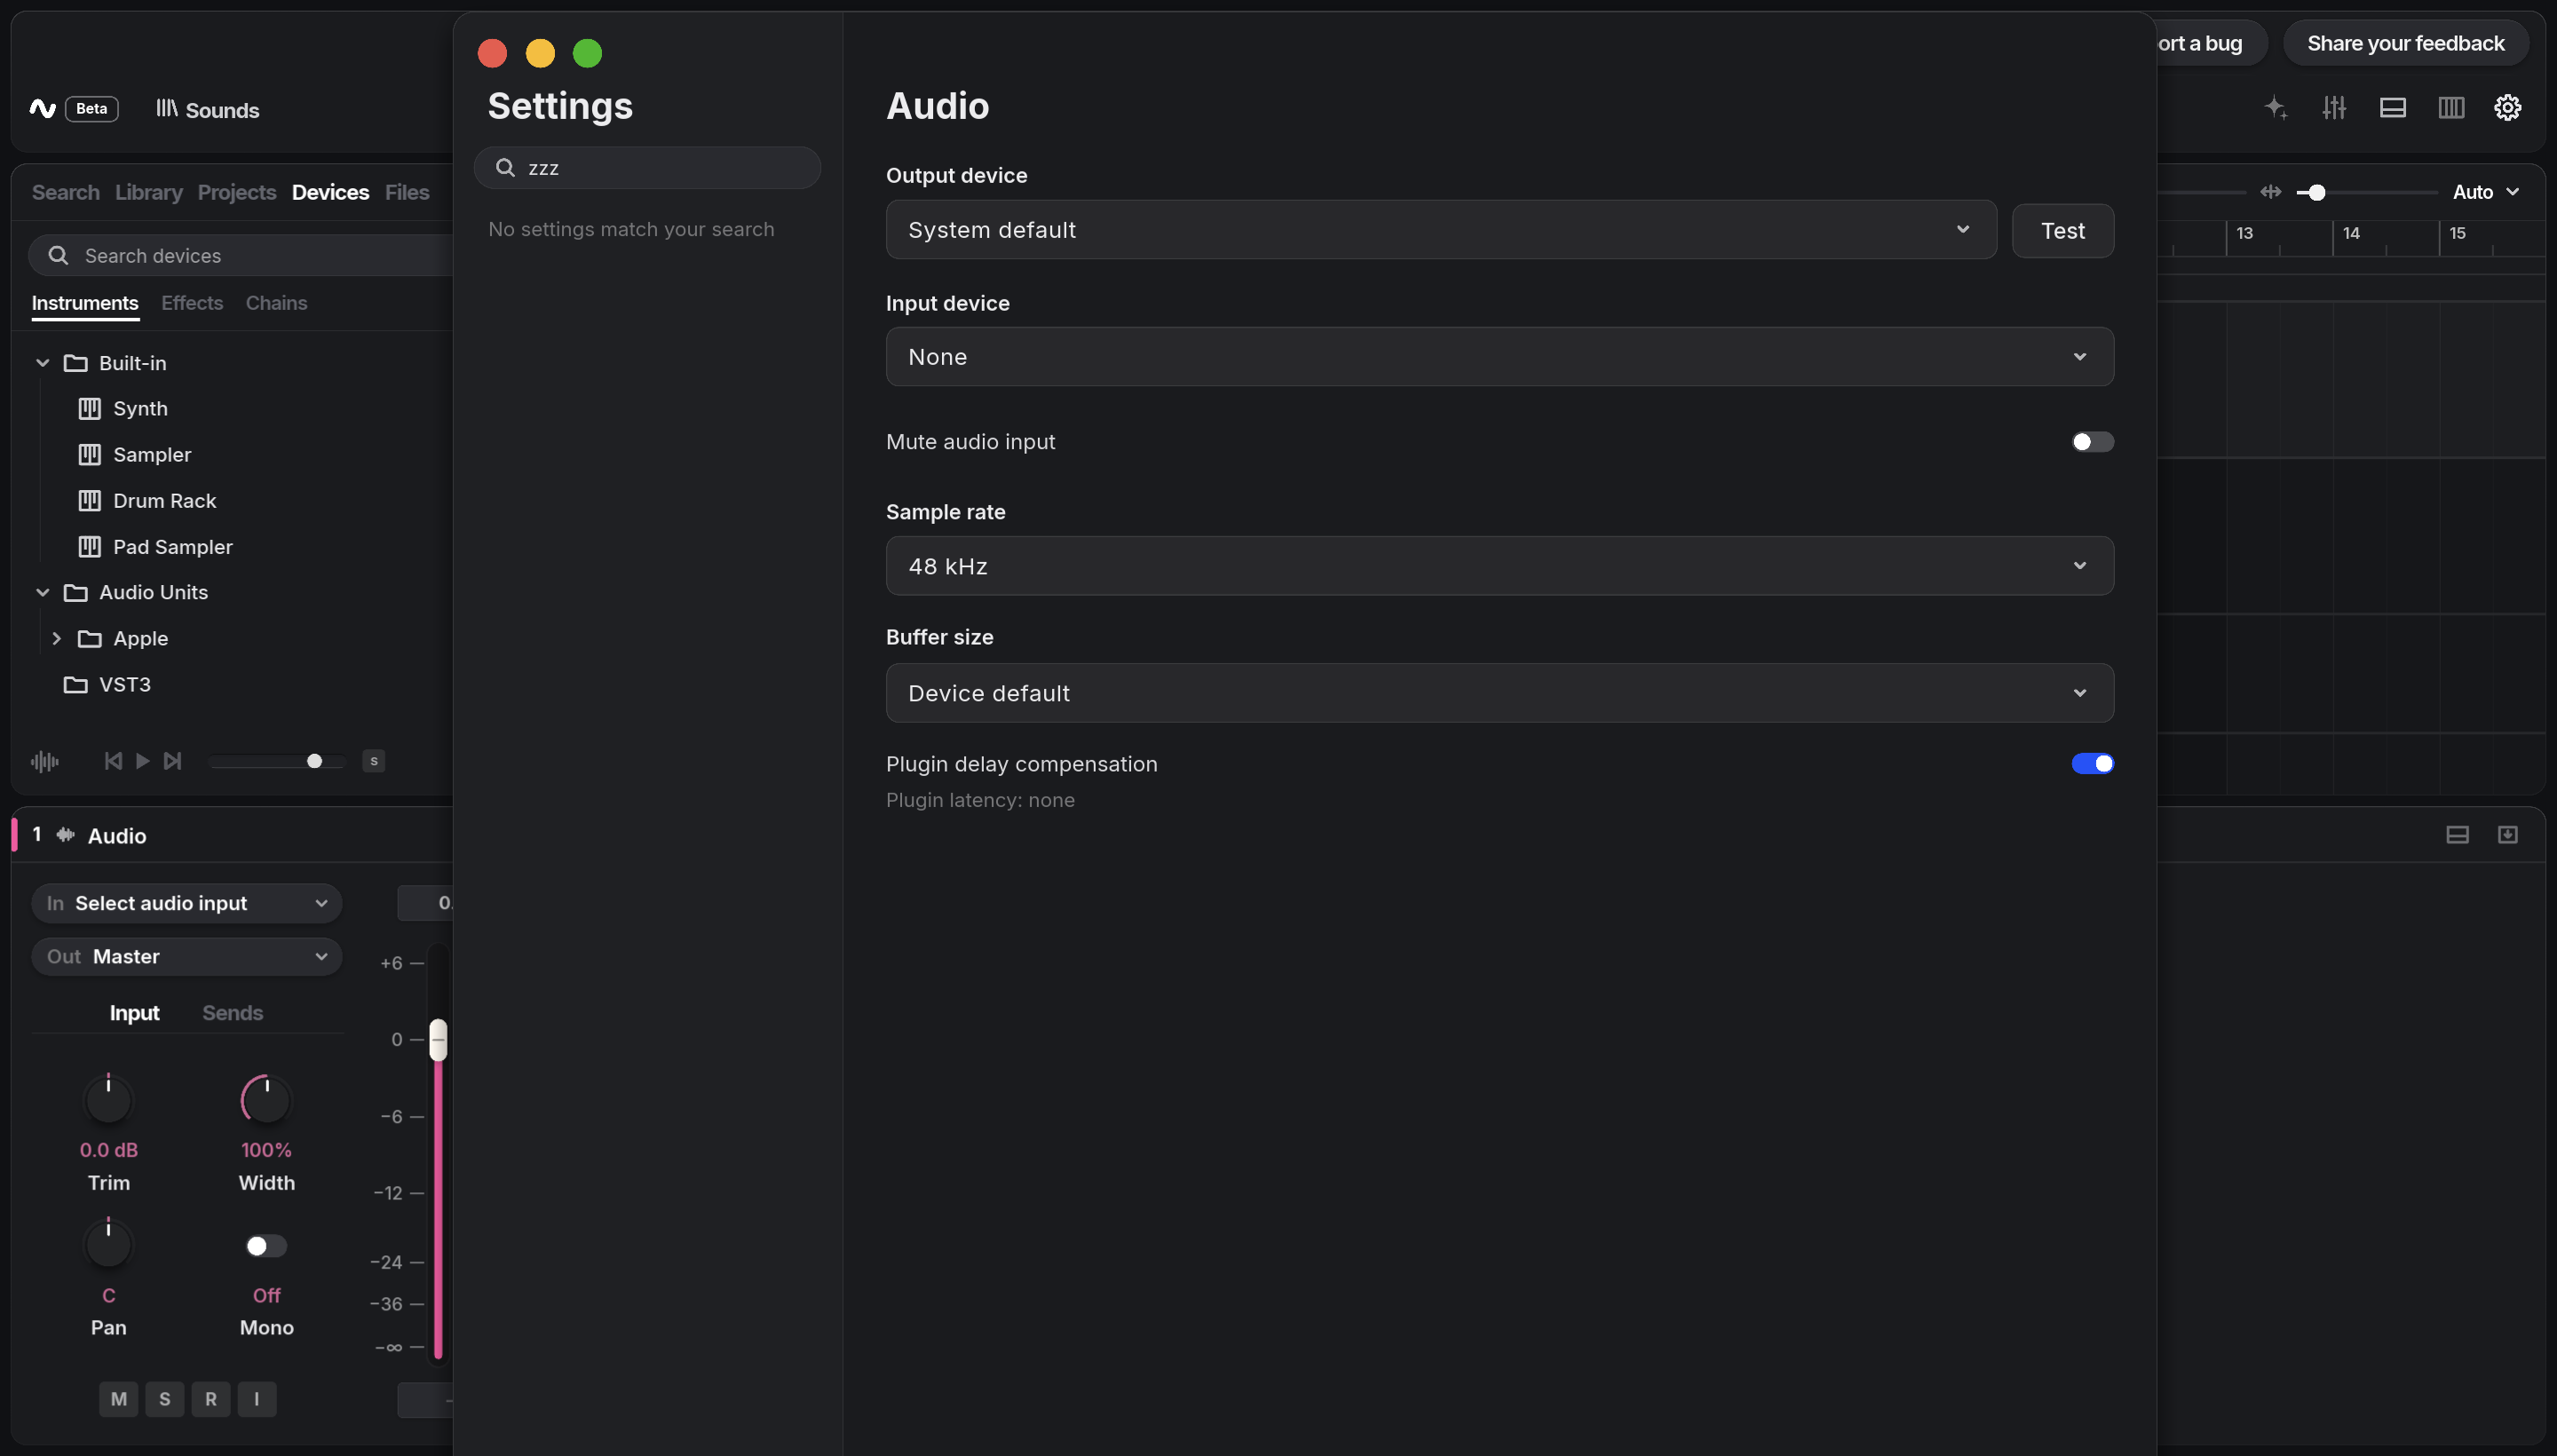 Beta
Sounds
ort a bug
Share your feedback
Search Library Projects Devices Files
Search devices
Instruments Effects Chains
Built-in
Synth
Sampler
Drum Rack
Pad Sampler
Audio Units
Apple
VST3
S
Settings
zzz
No settings match your search
Audio
Output device
System default
Test
Input device
None
Mute audio input
Sample rate
48 kHz
Buffer size
Device default
Plugin delay compensation
Plugin latency: none
Auto
13 14 15
1 Audio
In Select audio input
Out Master
Input Sends
0.0 dB 100%
Trim Width
C Off
Pan Mono
M S R I
0.
+6
0
−6
−12
−24
−36
−∞